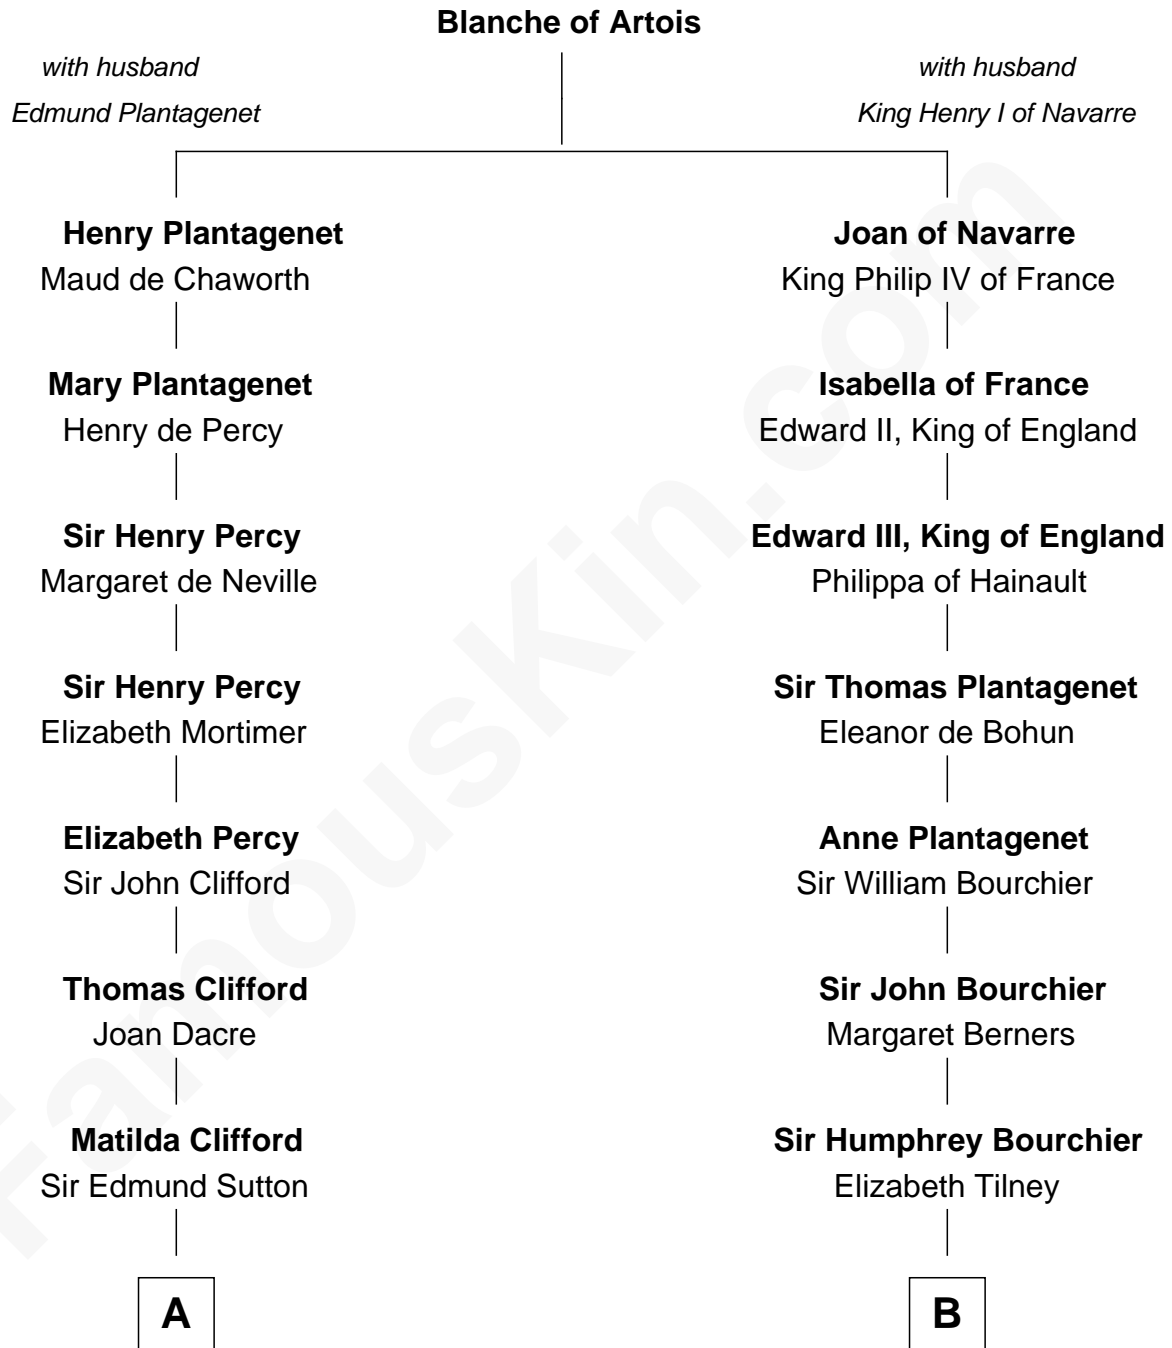 Blanche of Artois
with husband
Edmund Plantagenet
with husband
King Henry I of Navarre
Henry Plantagenet
Maud de Chaworth
Joan of Navarre
King Philip IV of France
Mary Plantagenet
Henry de Percy
Isabella of France
Edward II, King of England
Sir Henry Percy
Margaret de Neville
Edward III, King of England
Philippa of Hainault
Sir Henry Percy
Elizabeth Mortimer
Sir Thomas Plantagenet
Eleanor de Bohun
Elizabeth Percy
Sir John Clifford
Anne Plantagenet
Sir William Bourchier
Thomas Clifford
Joan Dacre
Sir John Bourchier
Margaret Berners
Matilda Clifford
Sir Edmund Sutton
Sir Humphrey Bourchier
Elizabeth Tilney
A
B
FamousKin.com